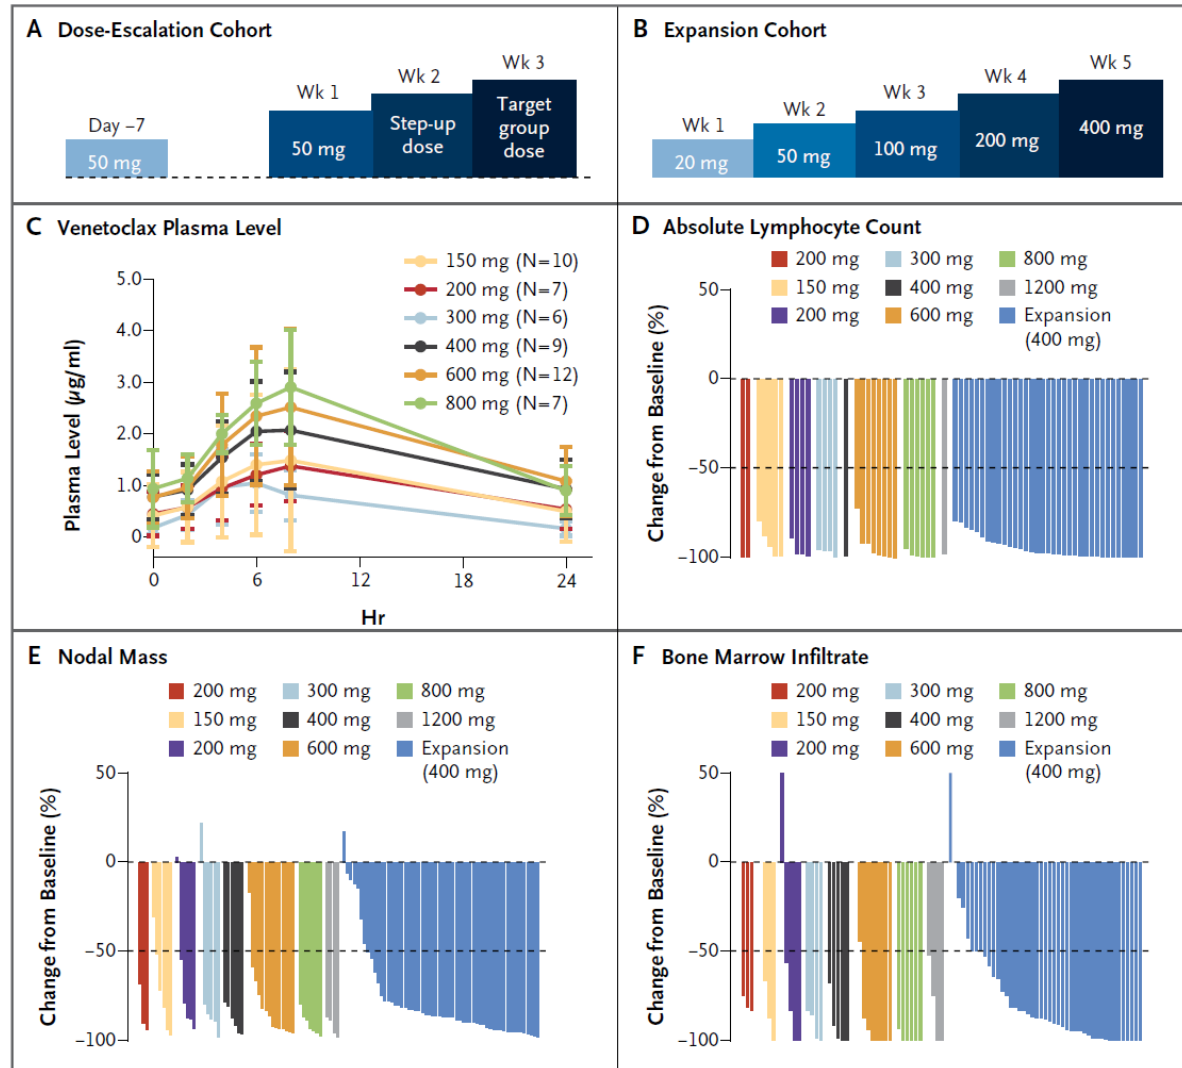 A Dose-Escalation Cohort
Day −7
50 mg
Wk 1
50 mg
Wk 2
Step-up
dose
Wk 3
Target
group
dose
B Expansion Cohort
Wk 1
20 mg
Wk 2
50 mg
Wk 3
100 mg
Wk 4
200 mg
Wk 5
400 mg
C Venetoclax Plasma Level
150 mg (N=10)
200 mg (N=7)
300 mg (N=6)
400 mg (N=9)
600 mg (N=12)
800 mg (N=7)
Plasma Level (µg/ml)
5.0
4.0
3.0
2.0
1.0
0
0 6 12 18 24
Hr
D Absolute Lymphocyte Count
200 mg 300 mg 800 mg
150 mg 400 mg 1200 mg
200 mg 600 mg Expansion
(400 mg)
Change from Baseline (%)
50
0
−50
−100
E Nodal Mass
200 mg 300 mg 800 mg
150 mg 400 mg 1200 mg
200 mg 600 mg Expansion
(400 mg)
Change from Baseline (%)
50
0
−50
−100
F Bone Marrow Infiltrate
200 mg 300 mg 800 mg
150 mg 400 mg 1200 mg
200 mg 600 mg Expansion
(400 mg)
Change from Baseline (%)
50
0
−50
−100